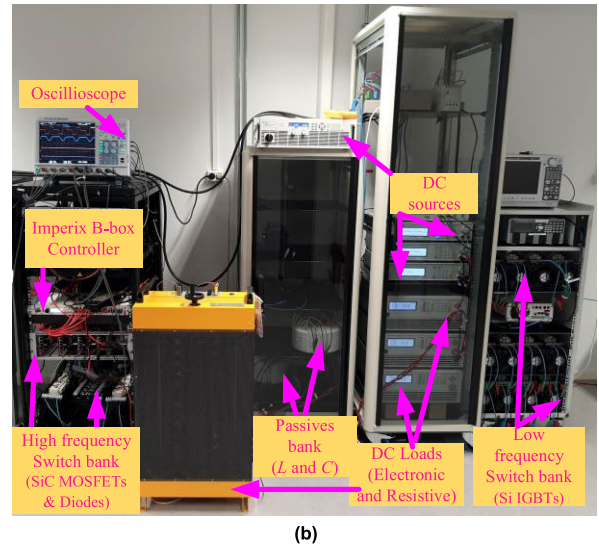 Oscillioscope
DC
sources
Imperix B-box
Controller
High frequency
Switch bank
(SiC MOSFETs
& Diodes)
Passives
bank
(L and C)
DC Loads
(Electronic
and Resistive)
Low
frequency
Switch bank
(Si IGBTs)
(b)